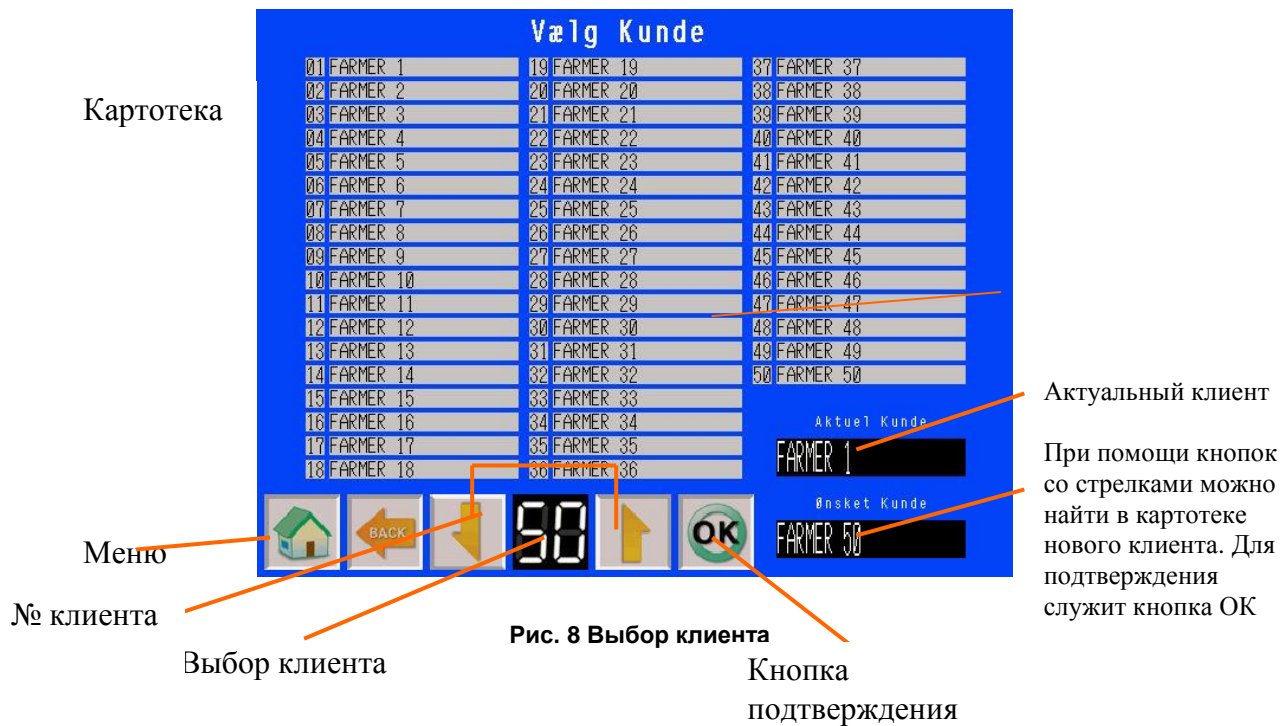 Vælg Kunde
01 FARMER 1
02 FARMER 2
03 FARMER 3
04 FARMER 4
05 FARMER 5
06 FARMER 6
07 FARMER 7
08 FARMER 8
09 FARMER 9
10 FARMER 10
11 FARMER 11
12 FARMER 12
13 FARMER 13
14 FARMER 14
15 FARMER 15
16 FARMER 16
17 FARMER 17
18 FARMER 18
19 FARMER 19
20 FARMER 20
21 FARMER 21
22 FARMER 22
23 FARMER 23
24 FARMER 24
25 FARMER 25
26 FARMER 26
27 FARMER 27
28 FARMER 28
29 FARMER 29
30 FARMER 30
31 FARMER 31
32 FARMER 32
33 FARMER 33
34 FARMER 34
35 FARMER 35
36 FARMER 36
37 FARMER 37
38 FARMER 38
39 FARMER 39
40 FARMER 40
41 FARMER 41
42 FARMER 42
43 FARMER 43
44 FARMER 44
45 FARMER 45
46 FARMER 46
47 FARMER 47
48 FARMER 48
49 FARMER 49
50 FARMER 50
Aktuel Kunde
FARMER 1
Ønsket Kunde
FARMER 50
BACK
50
OK
Картотека
Меню
№ клиента
Выбор клиента
Кнопка
подтверждения
Актуальный клиент
При помощи кнопок
со стрелками можно
найти в картотеке
нового клиента. Для
подтверждения
служит кнопка ОК
Рис. 8 Выбор клиента